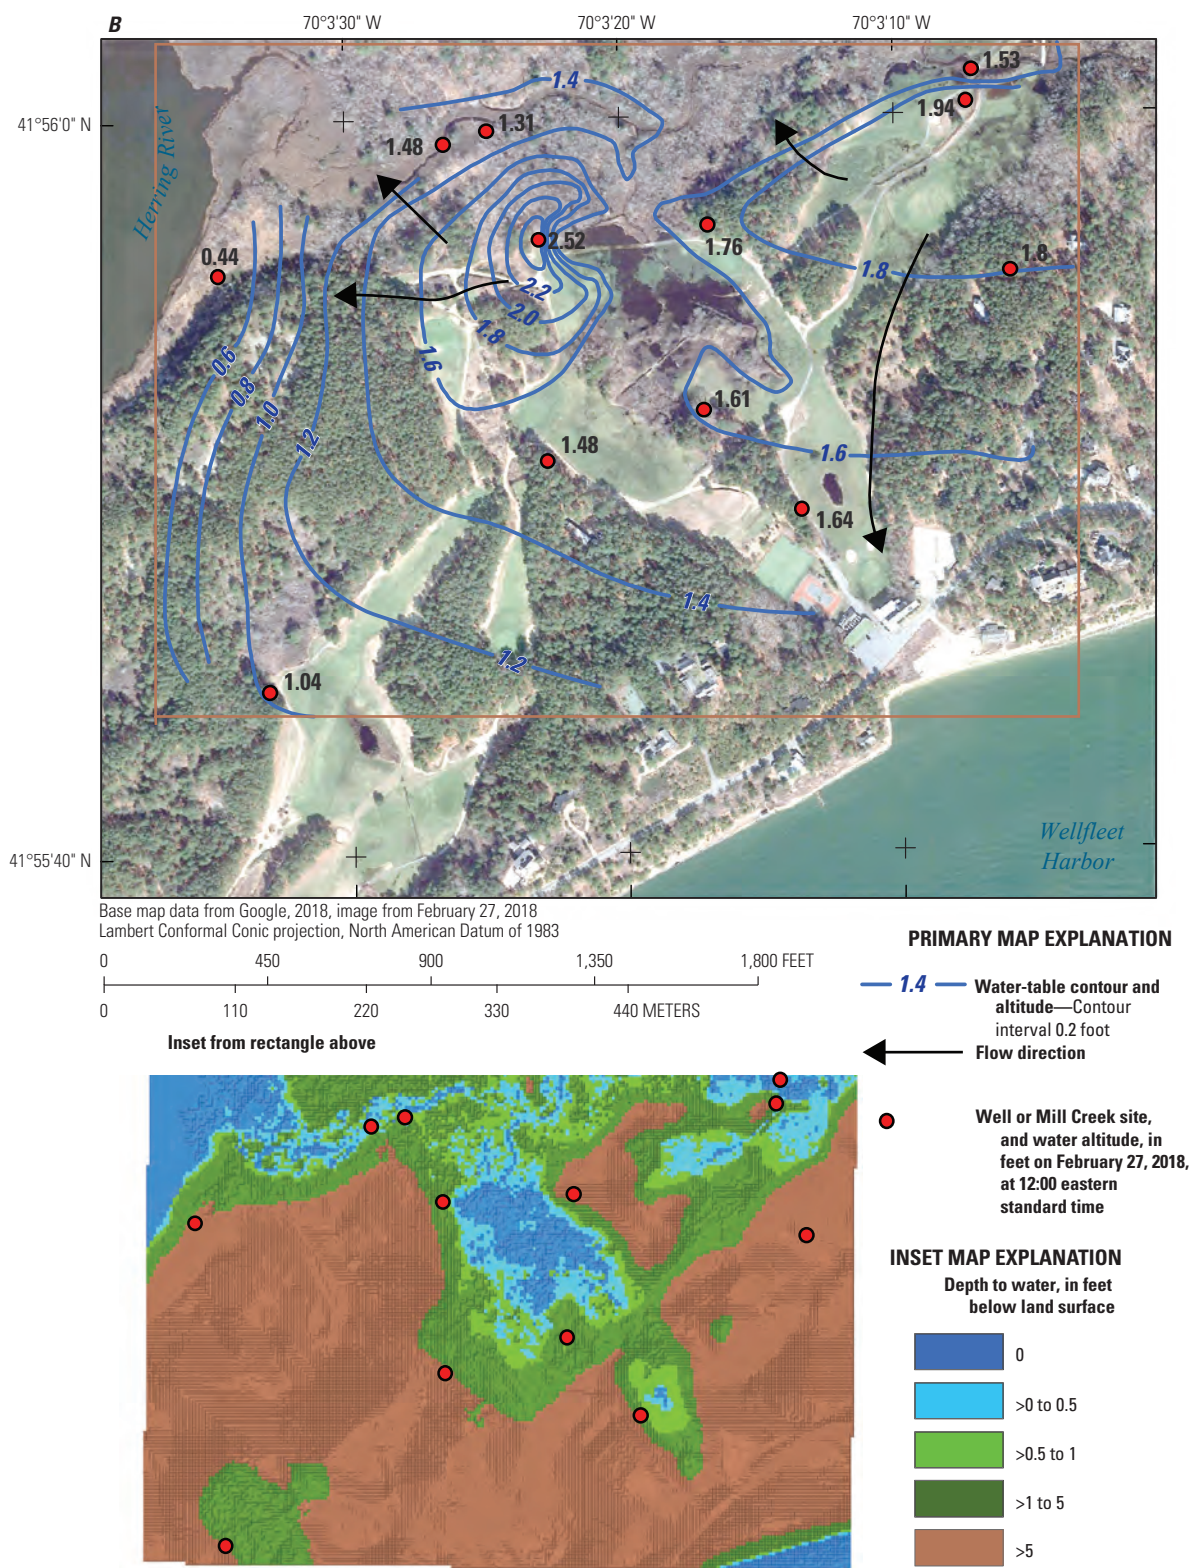 B
70°3'30" W
70°3'20" W
70°3'10" W
41°56'0" N
41°55'40" N
Herring River
1.4
1.53
1.94
1.31
1.48
0.44
2.52
1.76
1.8
1.8
2.2
2.0
1.8
1.6
0.6
0.8
1.0
1.2
1.61
1.48
1.6
1.64
1.4
1.2
1.04
Wellfleet
Harbor
Base map data from Google, 2018, image from February 27, 2018
Lambert Conformal Conic projection, North American Datum of 1983
0 450 900 1,350 1,800 FEET
0 110 220 330 440 METERS
PRIMARY MAP EXPLANATION
1.4 Water-table contour and
altitude—Contour
interval 0.2 foot
Flow direction
Well or Mill Creek site,
and water altitude, in
feet on February 27, 2018,
at 12:00 eastern
standard time
Inset from rectangle above
INSET MAP EXPLANATION
Depth to water, in feet
below land surface
0
>0 to 0.5
>0.5 to 1
>1 to 5
>5